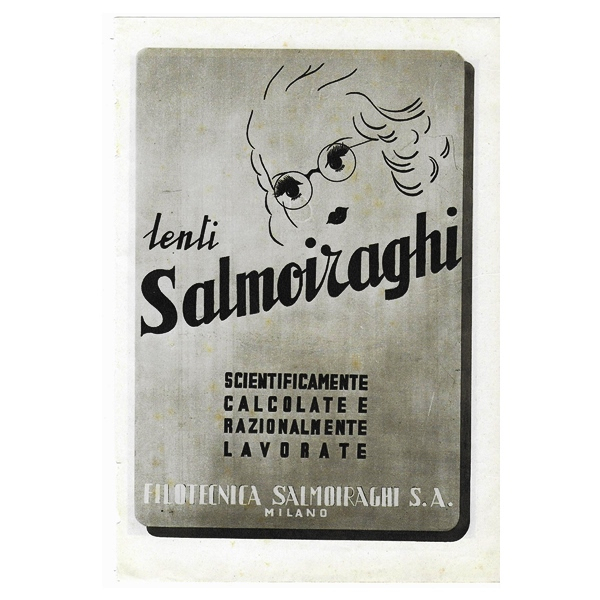 lenti
Salmoiraghi
SCIENTIFICAMENTE
CALCOLATE E
RAZIONALMENTE
LAVORATE
FILOTECNICA SALMOIRAGHI S.A.
MILANO